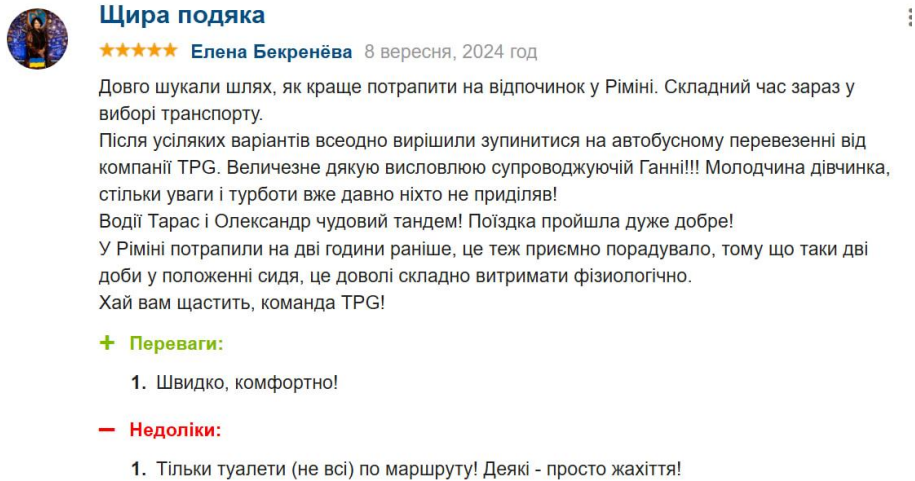 Щира подяка
Елена Бекренёва 8 вересня, 2024 год
Довго шукали шлях, як краще потрапити на відпочинок у Ріміні. Складний час зараз у
виборі транспорту.
Після усіляких варіантів всеодно вирішили зупинитися на автобусному перевезенні від
компанії TPG. Величезне дякую висловлюю супроводжуючій Ганні!!! Молодчина дівчинка,
стільки уваги і турботи вже давно ніхто не приділяв!
Водії Тарас і Олександр чудовий тандем! Поїздка пройшла дуже добре!
У Ріміні потрапили на дві години раніше, це теж приємно порадувало, тому що таки дві
доби у положенні сидя, це доволі складно витримати фізиологічно.
Хай вам щастить, команда TPG!
+ Переваги:
1. Швидко, комфортно!
− Недоліки:
1. Тільки туалети (не всі) по маршруту! Деякі - просто жахіття!